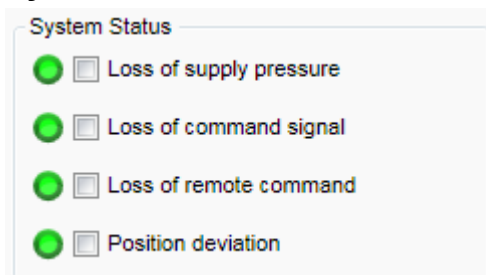 System Status
Loss of supply pressure
Loss of command signal
Loss of remote command
Position deviation